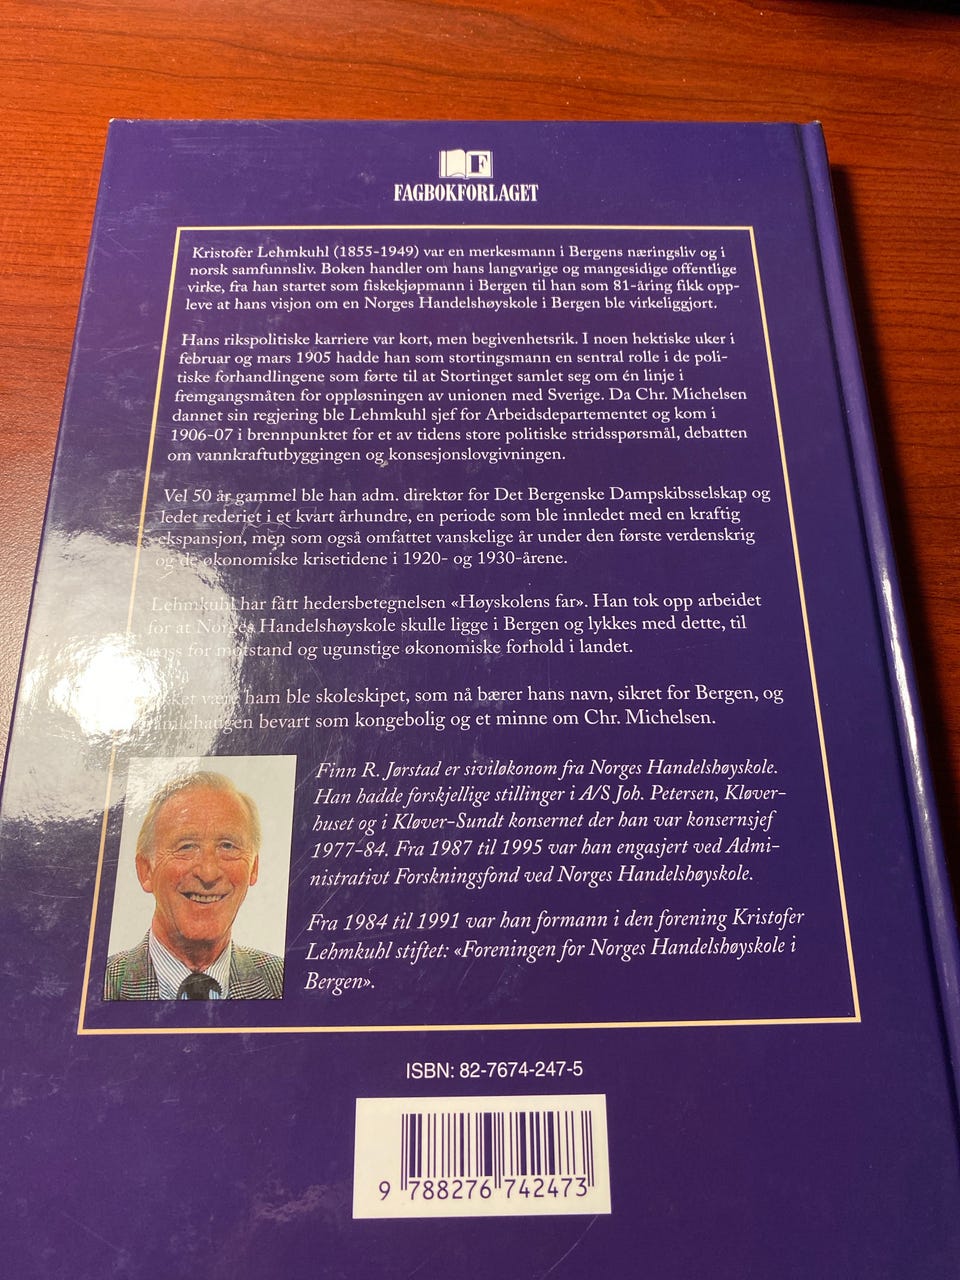 F
FAGBOKFORLAGET
Kristofer Lehmkuhl (1855-1949) var en merkesmann i Bergens næringsliv og i
norsk samfunnsliv. Boken handler om hans langvarige og mangesidige offentlige
virke, fra han startet som fiskekjøpmann i Bergen til han som 81-åring fikk opp-
leve at hans visjon om en Norges Handelshøyskole i Bergen ble virkeliggjort.
Hans rikspolitiske karriere var kort, men begivenhetsrik. I noen hektiske uker i
februar og mars 1905 hadde han som stortingsmann en sentral rolle i de poli-
tiske forhandlingene som førte til at Stortinget samlet seg om én linje i
fremgangsmåten for oppløsningen av unionen med Sverige. Da Chr. Michelsen
dannet sin regjering ble Lehmkuhl sjef for Arbeidsdepartementet og kom i
1906-07 i brennpunktet for et av tidens store politiske stridsspørsmål, debatten
om vannkraftutbyggingen og konsesjonslovgivningen.
Vel 50 år gammel ble han adm. direktør for Det Bergenske Dampskibsselskap og
ledet rederiet i et kvart århundre, en periode som ble innledet med en kraftig
ekspansjon, men som også omfattet vanskelige år under den første verdenskrig
og de økonomiske krisetidene i 1920- og 1930-årene.
Lehmkuhl har fått hedersbetegnelsen «Høyskolens far». Han tok opp arbeidet
for at Norges Handelshøyskole skulle ligge i Bergen og lykkes med dette, til
tross for motstand og ugunstige økonomiske forhold i landet.
være ham ble skoleskipet, som nå bærer hans navn, sikret for Bergen, og
bevart som kongebolig og et minne om Chr. Michelsen.
Finn R. Jørstad er siviløkonom fra Norges Handelshøyskole.
Han hadde forskjellige stillinger i A/S Joh. Petersen, Kløver-
huset og i Kløver-Sundt konsernet der han var konsernsjef
1977-84. Fra 1987 til 1995 var han engasjert ved Admi-
nistrativt Forskningsfond ved Norges Handelshøyskole.
Fra 1984 til 1991 var han formann i den forening Kristofer
Lehmkuhl stiftet: «Foreningen for Norges Handelshøyskole i
Bergen».
ISBN: 82-7674-247-5
9 788276 742473